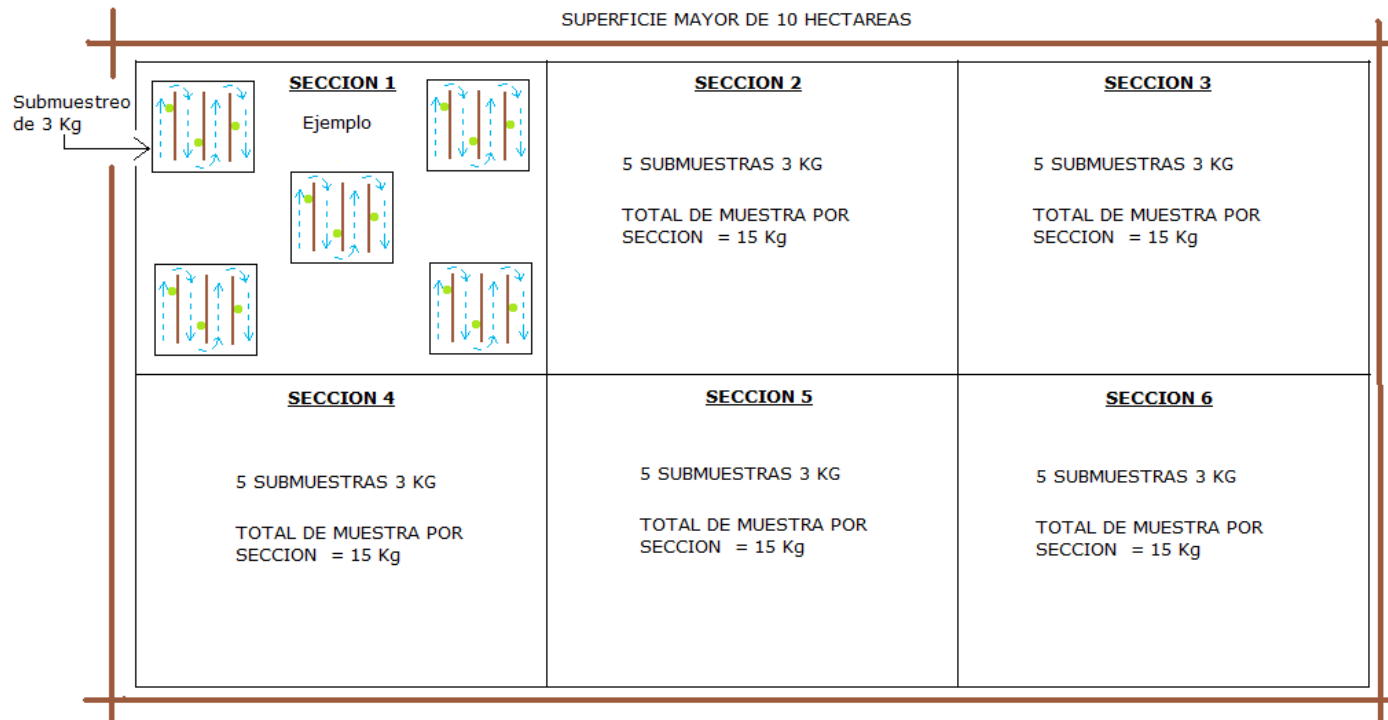 SUPERFICIE MAYOR DE 10 HECTAREAS
Submuestreo
de 3 Kg
SECCION 1
Ejemplo
SECCION 2
5 SUBMUESTRAS 3 KG
TOTAL DE MUESTRA POR
SECCION = 15 Kg
SECCION 3
5 SUBMUESTRAS 3 KG
TOTAL DE MUESTRA POR
SECCION = 15 Kg
SECCION 4
5 SUBMUESTRAS 3 KG
TOTAL DE MUESTRA POR
SECCION = 15 Kg
SECCION 5
5 SUBMUESTRAS 3 KG
TOTAL DE MUESTRA POR
SECCION = 15 Kg
SECCION 6
5 SUBMUESTRAS 3 KG
TOTAL DE MUESTRA POR
SECCION = 15 Kg